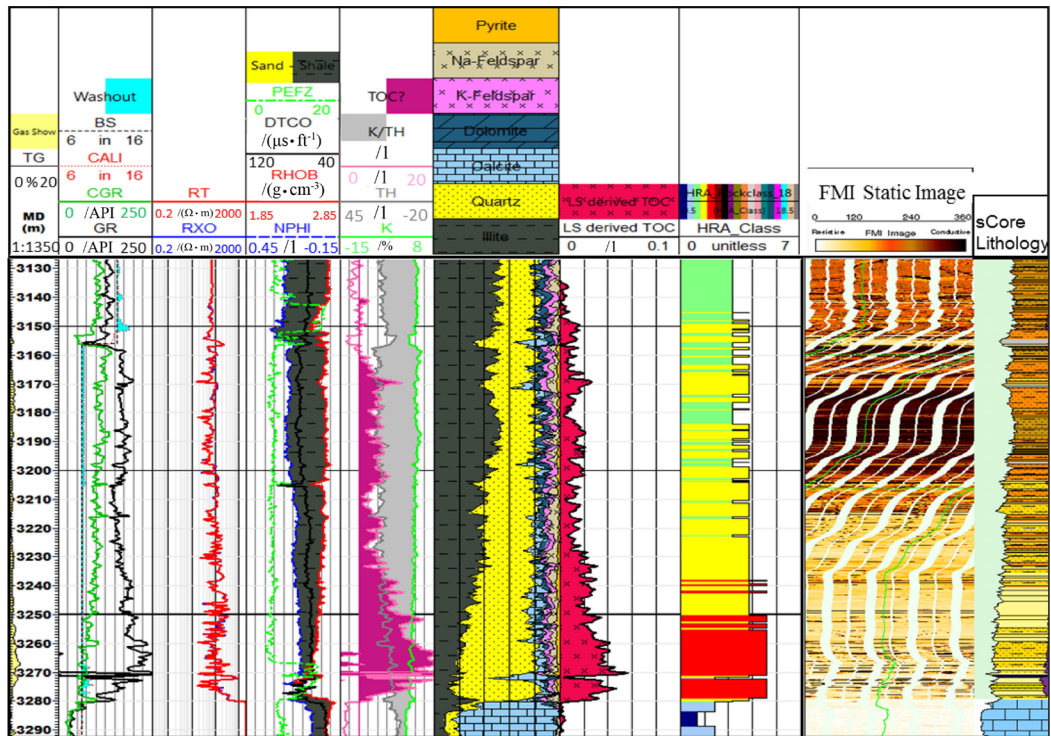 Gas Show
TG
0 % 20
MD
(m)
1:1350
Washout
BS
6 in 16
CALI
6 in 16
CGR
0 /API 250
GR
0 /API 250
RT
0.2 /(Ω·m) 2000
RXO
0.2 /(Ω·m) 2000
Sand - Shale
PEFZ
0 20
DTCO
/(μs·ft⁻¹)
120 40
RHOB
/(g·cm⁻³)
1.85 2.85
NPHI
0.45 /1 -0.15
TOC?
K/TH
/1
0 /1 20
TH
45 /1 -20
K
-15 /% 8
Pyrite
Na-Feldspar
K-Feldspar
Dolomite
Calcite
Quartz
Illite
LS derived TOC
LS derived TOC
0 /1 0.1
HRA_Class
0 unitless 7
FMI Static Image
0 120 240 360
Resistive FMI Image Conductive
sCore
Lithology
3130
3140
3150
3160
3170
3180
3190
3200
3210
3220
3230
3240
3250
3260
3270
3280
3290